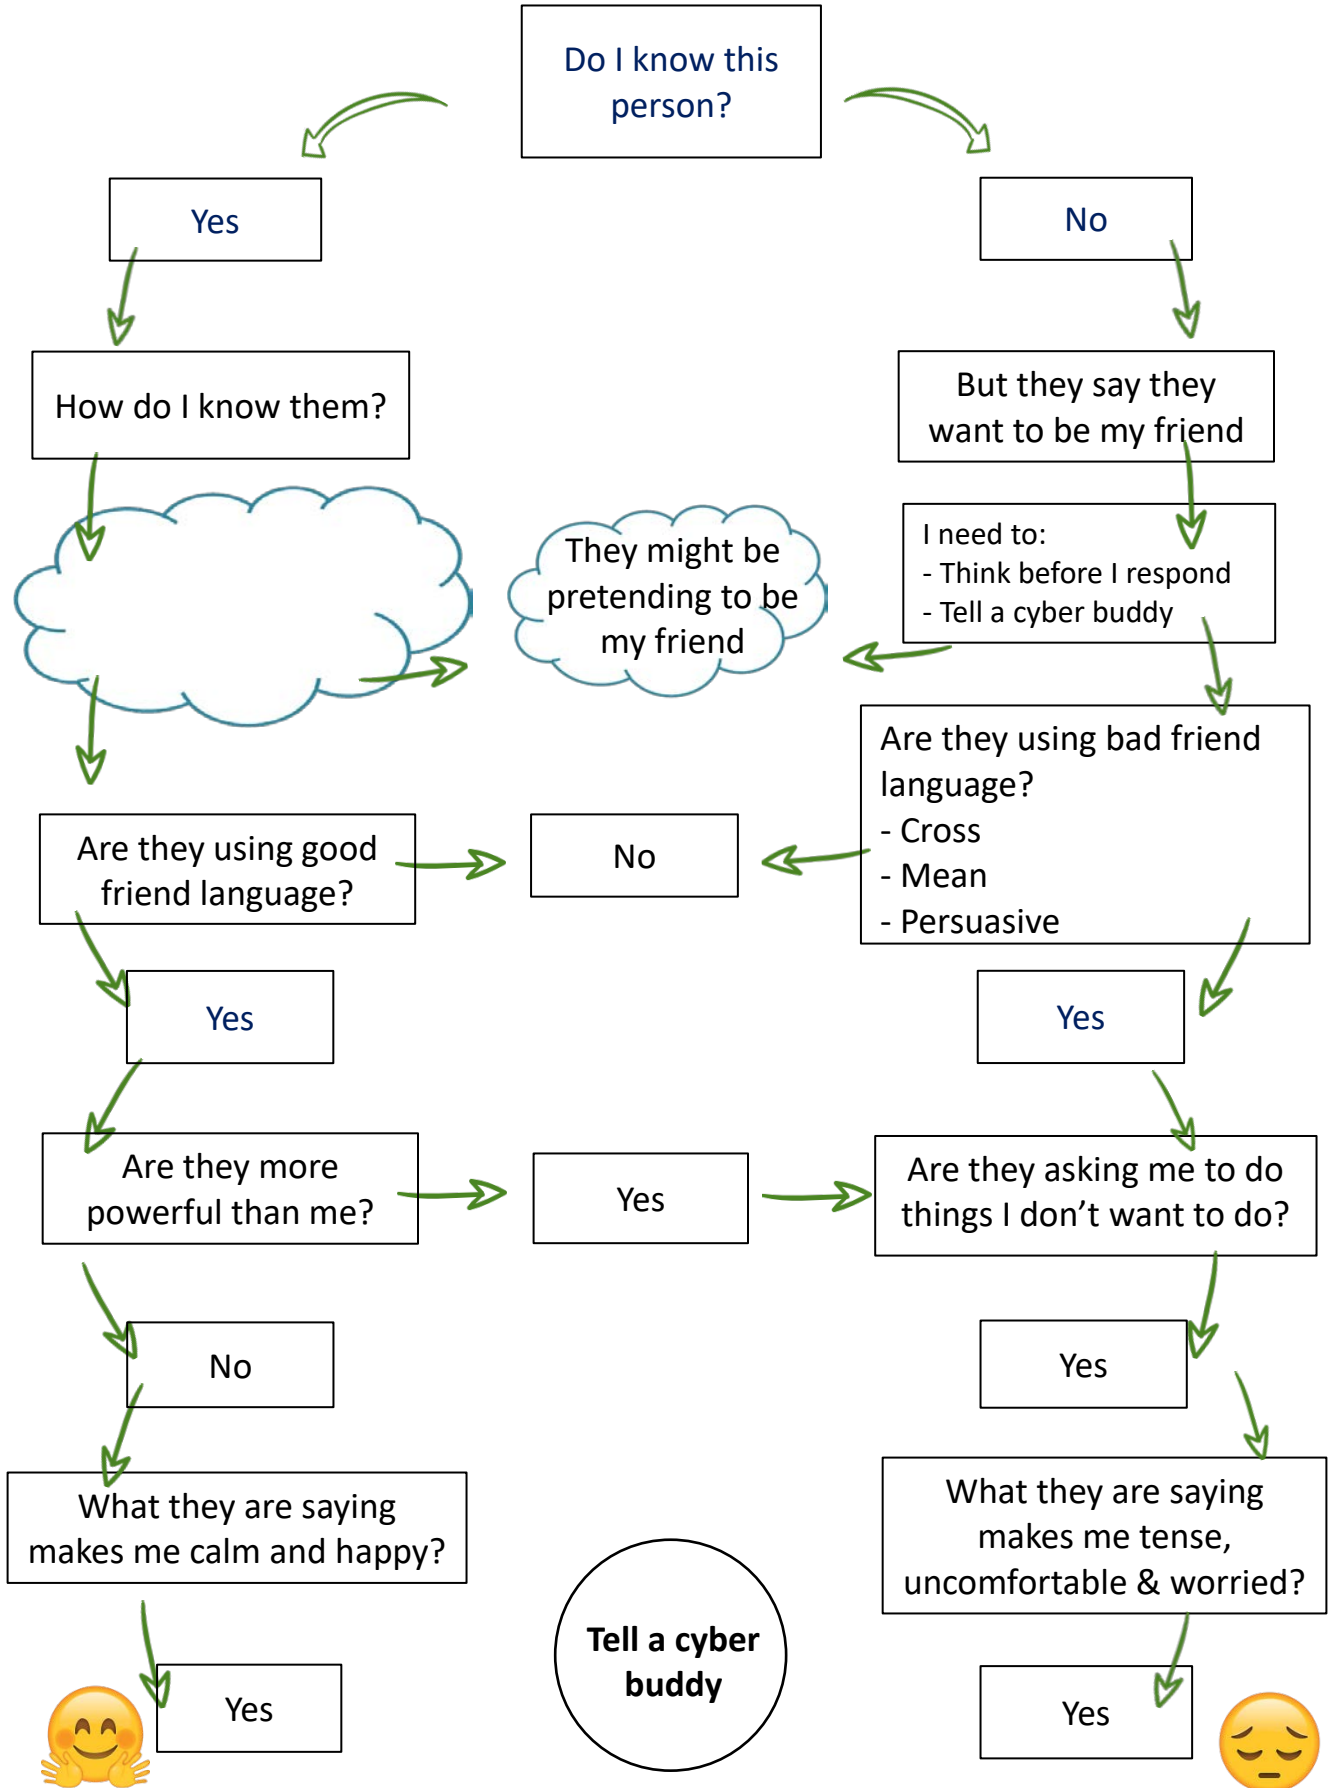 Do I know this
person?
Yes
No
How do I know them?
But they say they
want to be my friend
They might be
pretending to be
my friend
I need to:
- Think before I respond
- Tell a cyber buddy
Are they using good
friend language?
No
Are they using bad friend
language?
- Cross
- Mean
- Persuasive
Yes
Yes
Are they more
powerful than me?
Yes
Are they asking me to do
things I don’t want to do?
No
Yes
What they are saying
makes me calm and happy?
What they are saying
makes me tense,
uncomfortable & worried?
Yes
Tell a cyber
buddy
Yes